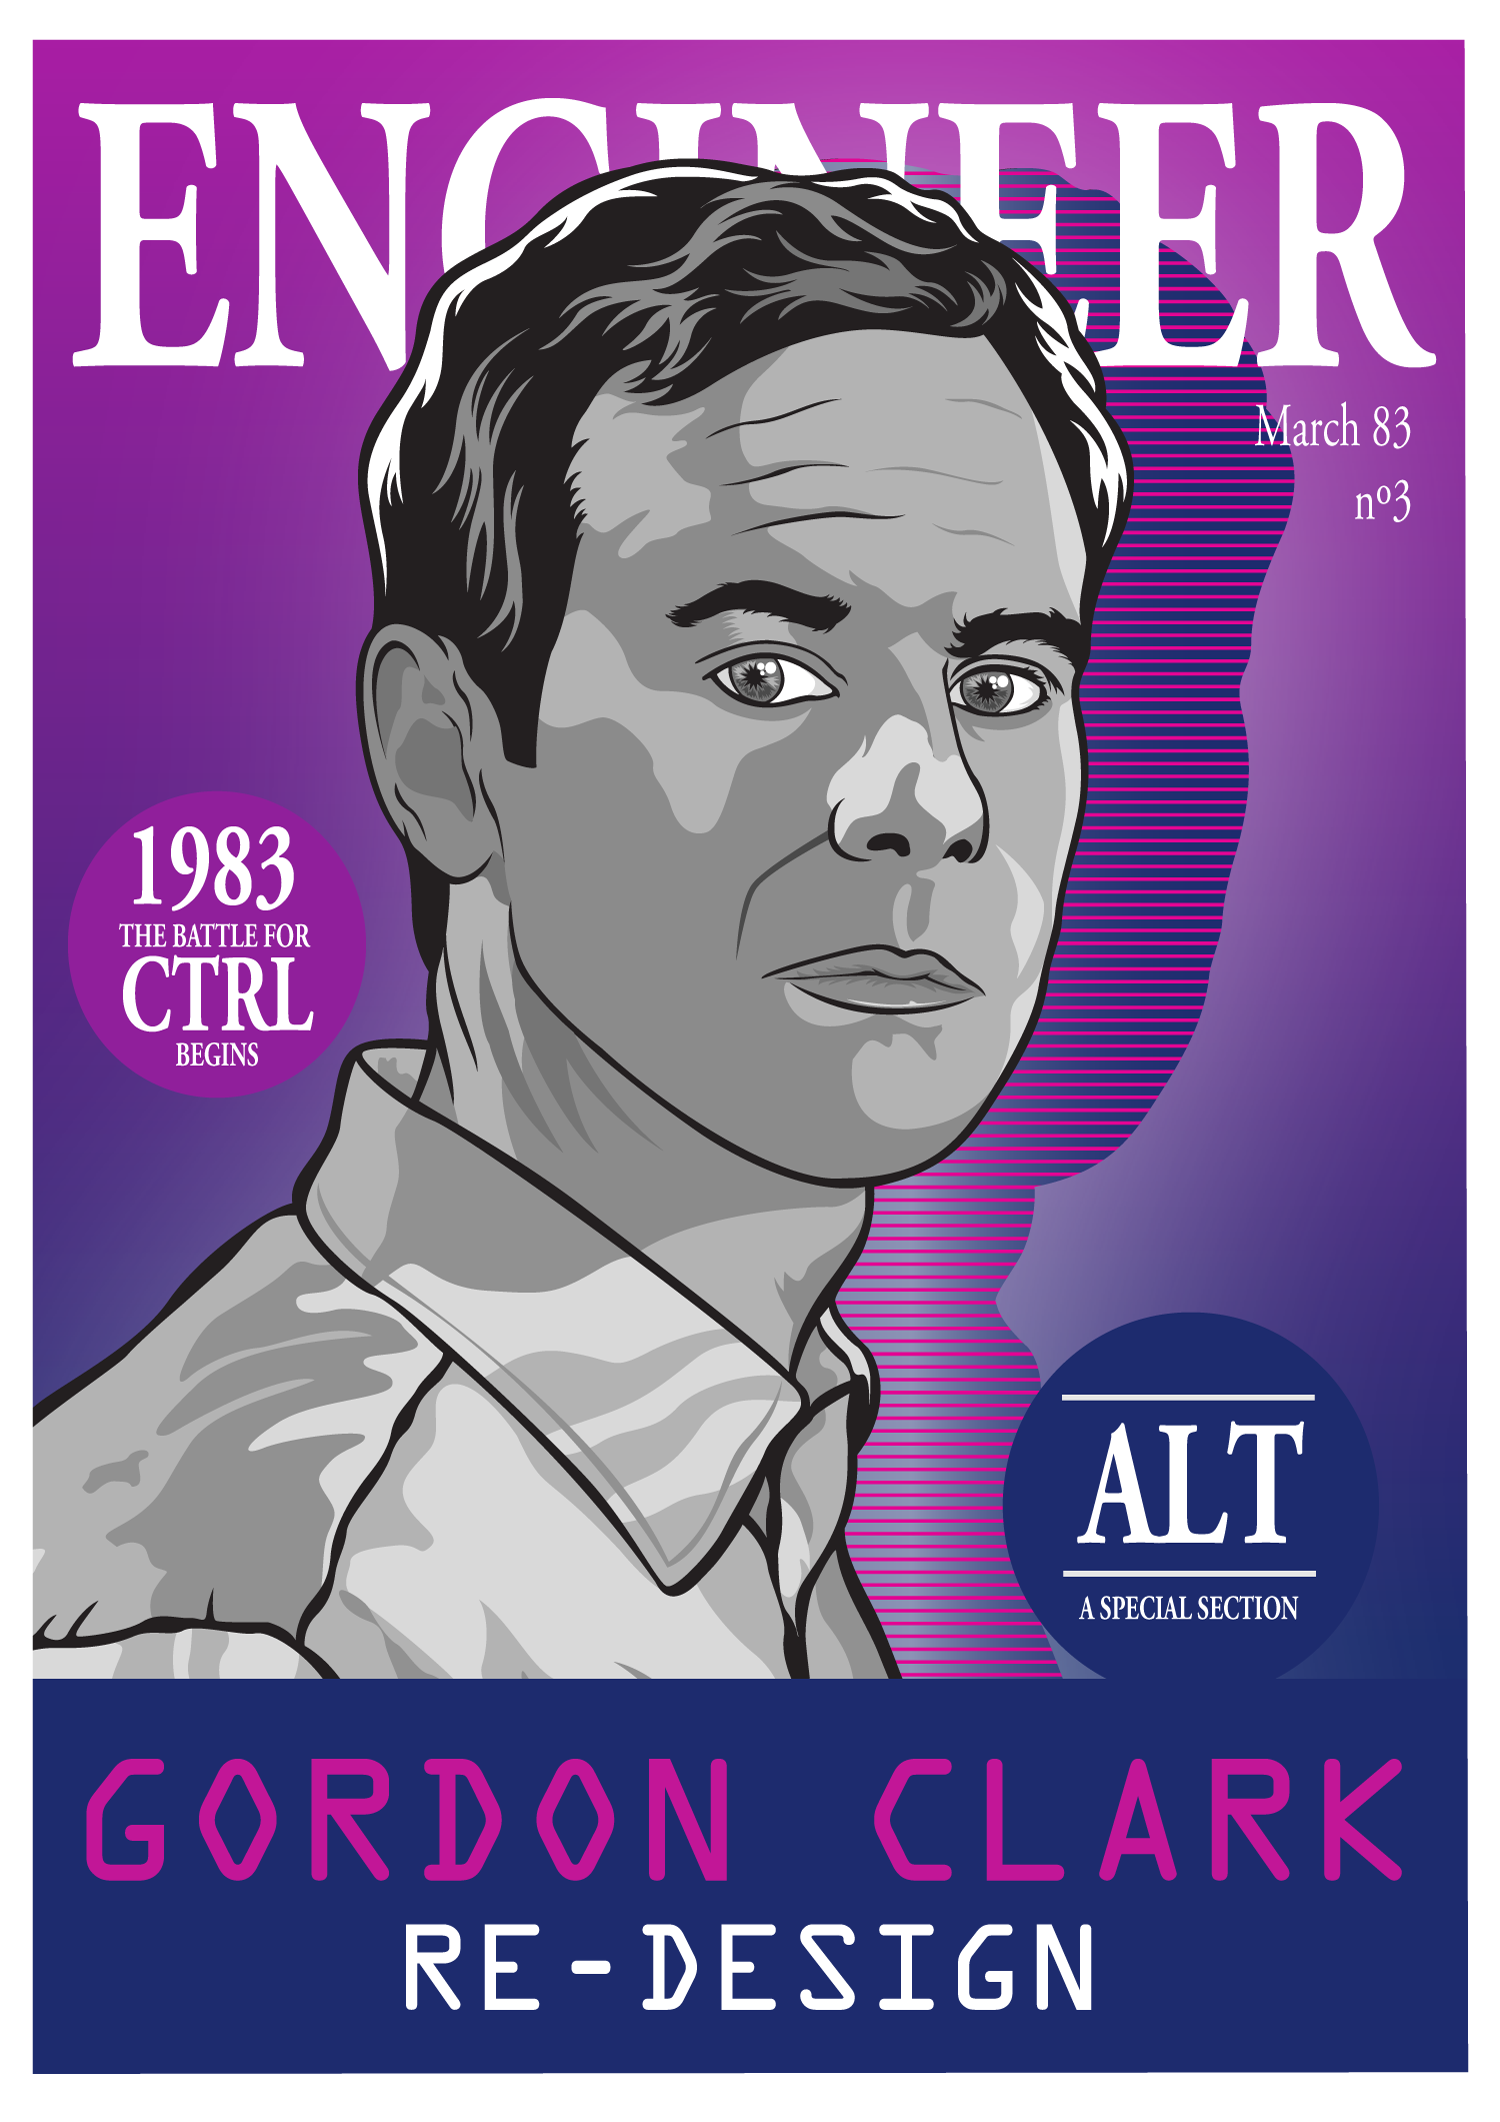 ENGINEER
March 83
nº3
1983
THE BATTLE FOR
CTRL
BEGINS
ALT
A SPECIAL SECTION
GORDON CLARK
RE-DESIGN